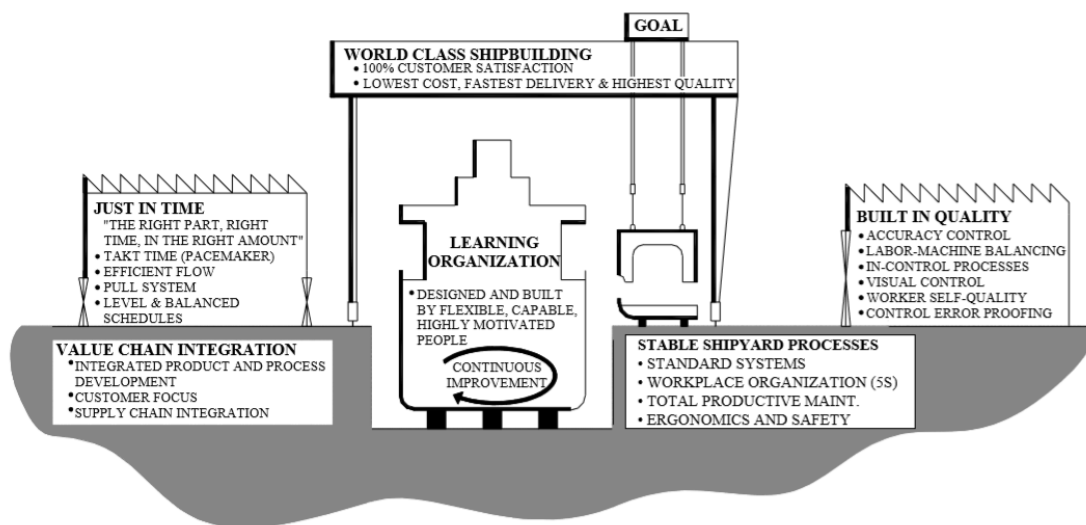 GOAL
WORLD CLASS SHIPBUILDING
• 100% CUSTOMER SATISFACTION
• LOWEST COST, FASTEST DELIVERY & HIGHEST QUALITY
JUST IN TIME
"THE RIGHT PART, RIGHT
TIME, IN THE RIGHT AMOUNT"
• TAKT TIME (PACEMAKER)
• EFFICIENT FLOW
• PULL SYSTEM
• LEVEL & BALANCED
SCHEDULES
LEARNING
ORGANIZATION
• DESIGNED AND BUILT
BY FLEXIBLE, CAPABLE,
HIGHLY MOTIVATED
PEOPLE
CONTINUOUS
IMPROVEMENT
BUILT IN QUALITY
• ACCURACY CONTROL
• LABOR-MACHINE BALANCING
• IN-CONTROL PROCESSES
• VISUAL CONTROL
• WORKER SELF-QUALITY
• CONTROL ERROR PROOFING
VALUE CHAIN INTEGRATION
• INTEGRATED PRODUCT AND PROCESS
DEVELOPMENT
• CUSTOMER FOCUS
• SUPPLY CHAIN INTEGRATION
STABLE SHIPYARD PROCESSES
• STANDARD SYSTEMS
• WORKPLACE ORGANIZATION (5S)
• TOTAL PRODUCTIVE MAINT.
• ERGONOMICS AND SAFETY